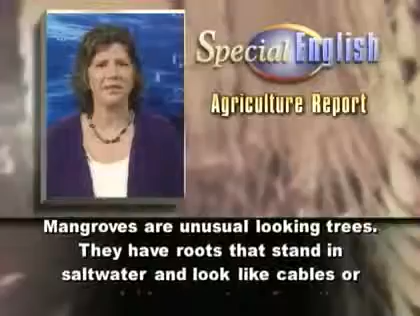 Special English
Agriculture Report
Mangroves are unusual looking trees.
They have roots that stand in
saltwater and look like cables or